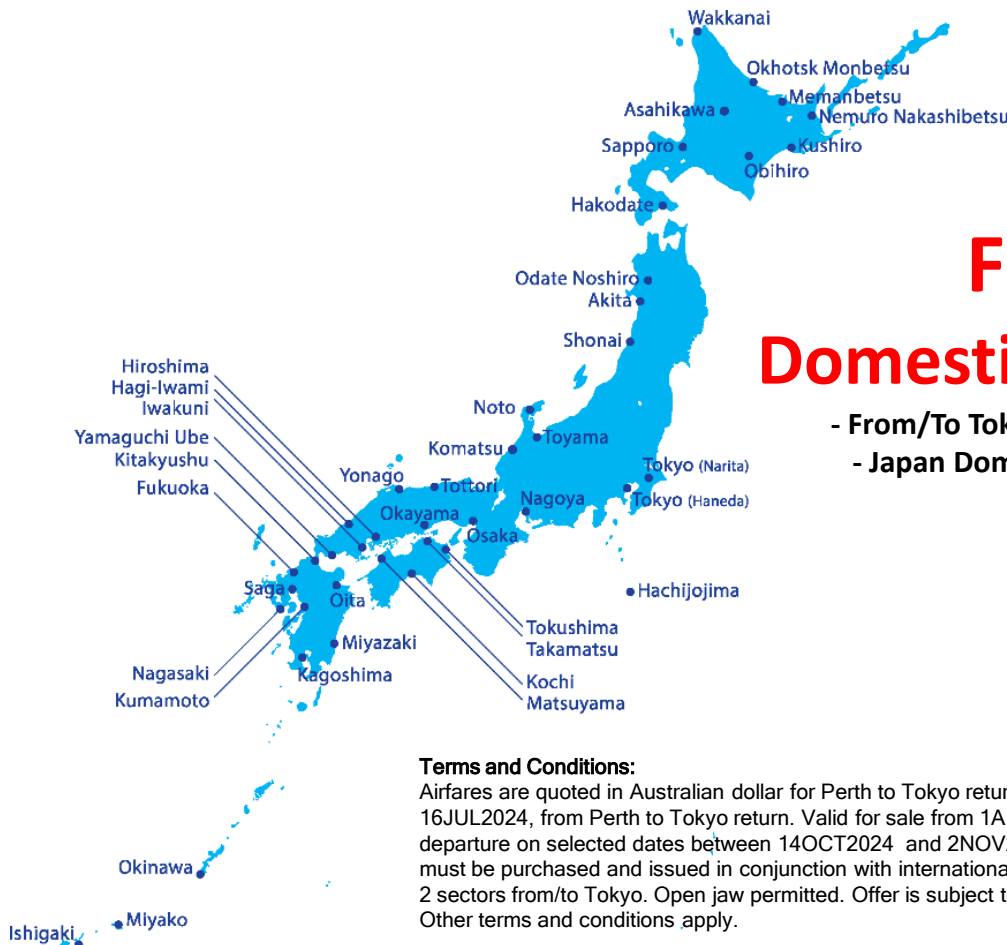 Wakkanai
Okhotsk Monbetsu
Memanbetsu
Asahikawa
Nemuro Nakashibetsu
Sapporo
Kushiro
Obihiro
Hakodate
F
Odate Noshiro
Akita
Shonai
Domesti
Hiroshima
Hagi-Iwami
Iwakuni
Noto
- From/To Tok
Yamaguchi Ube
Toyama
Komatsu
- Japan Dom
Kitakyushu
Yonago
Tokyo (Narita)
Fukuoka
Tottori
Nagoya
Tokyo (Haneda)
Okayama
Osaka
Saga
Oita
Hachijojima
Tokushima
Miyazaki
Takamatsu
Nagasaki
Kagoshima
Kochi
Kumamoto
Matsuyama
Terms and Conditions:
Airfares are quoted in Australian dollar for Perth to Tokyo retur
16JUL2024, from Perth to Tokyo return. Valid for sale from 1A
departure on selected dates between 14OCT2024 and 2NOV
must be purchased and issued in conjunction with internationa
2 sectors from/to Tokyo. Open jaw permitted. Offer is subject t
Other terms and conditions apply.
Okinawa
Miyako
Ishigaki